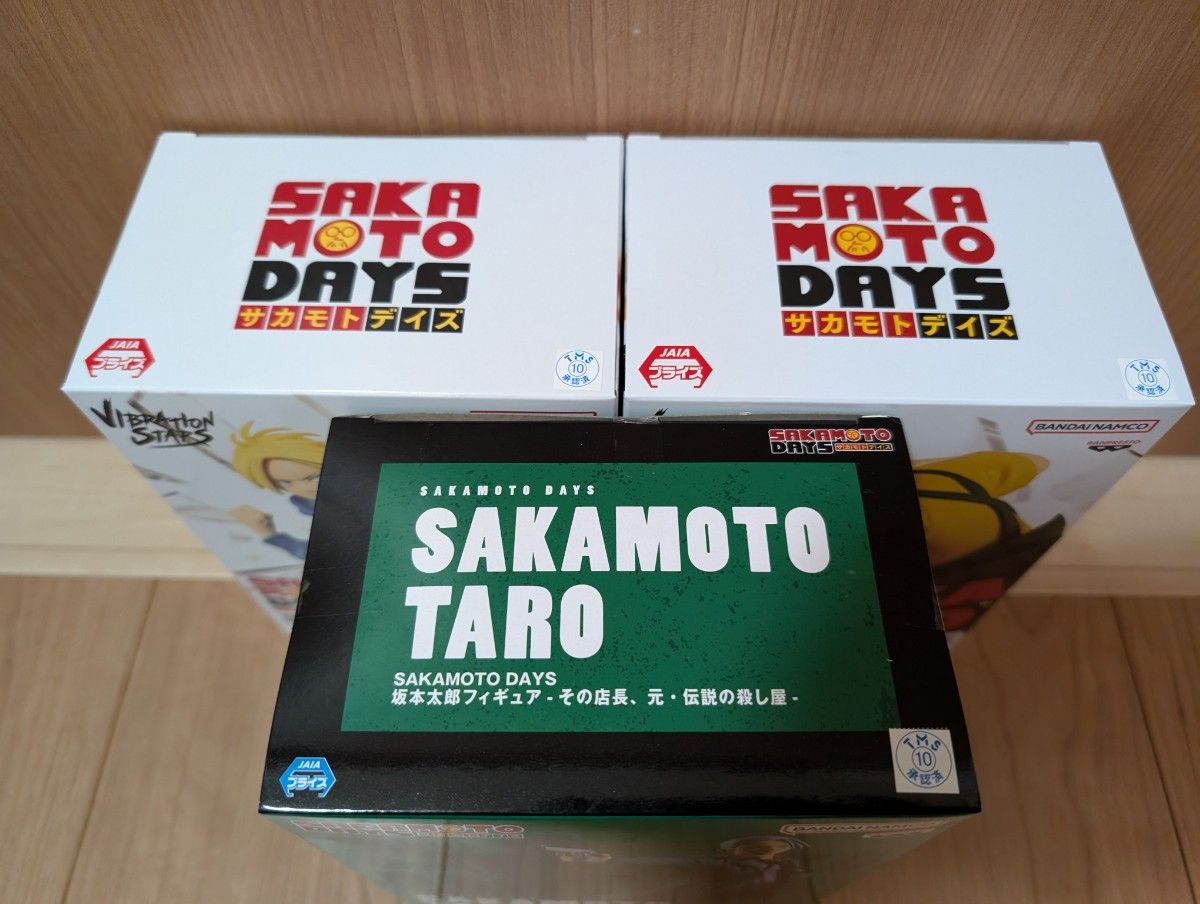 SAKA
MOTO
DAYS
サカモトデイズ
JAIA
プライズ
TMS
10
承認済
VIBRATION
STARS
SAKA
MOTO
DAYS
サカモトデイズ
JAIA
プライズ
TMS
10
承認済
BANDAI NAMCO
BANPRESTO
SAKAMOTO
DAYS サカモトデイズ
SAKAMOTO DAYS
SAKAMOTO
TARO
SAKAMOTO DAYS
坂本太郎フィギュア - その店長、元・伝説の殺し屋 -
JAIA
プライズ
TMS
10
承認済
SAKAMOTO
BANDAI NAMCO